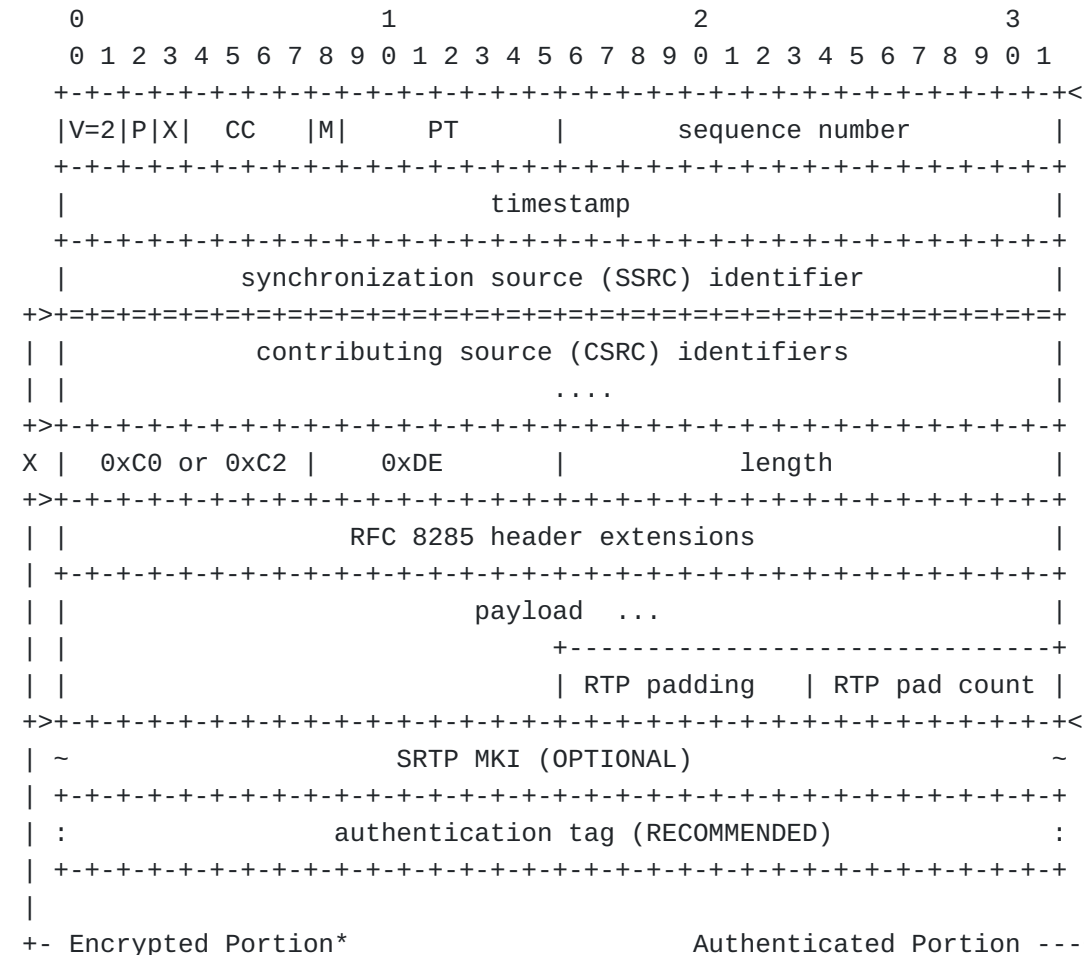 0                   1                   2                   3
    0 1 2 3 4 5 6 7 8 9 0 1 2 3 4 5 6 7 8 9 0 1 2 3 4 5 6 7 8 9 0 1
   +-+-+-+-+-+-+-+-+-+-+-+-+-+-+-+-+-+-+-+-+-+-+-+-+-+-+-+-+-+-+-+-+<
   |V=2|P|X|  CC   |M|     PT      |       sequence number         |
   +-+-+-+-+-+-+-+-+-+-+-+-+-+-+-+-+-+-+-+-+-+-+-+-+-+-+-+-+-+-+-+-+
   |                           timestamp                           |
   +-+-+-+-+-+-+-+-+-+-+-+-+-+-+-+-+-+-+-+-+-+-+-+-+-+-+-+-+-+-+-+-+
   |           synchronization source (SSRC) identifier            |
 +>+=+=+=+=+=+=+=+=+=+=+=+=+=+=+=+=+=+=+=+=+=+=+=+=+=+=+=+=+=+=+=+=+
 | |            contributing source (CSRC) identifiers             |
 | |                               ....                            |
 +>+-+-+-+-+-+-+-+-+-+-+-+-+-+-+-+-+-+-+-+-+-+-+-+-+-+-+-+-+-+-+-+-+
 X |  0xC0 or 0xC2 |    0xDE       |           length              |
 +>+-+-+-+-+-+-+-+-+-+-+-+-+-+-+-+-+-+-+-+-+-+-+-+-+-+-+-+-+-+-+-+-+
 | |                  RFC 8285 header extensions                   |
 | +-+-+-+-+-+-+-+-+-+-+-+-+-+-+-+-+-+-+-+-+-+-+-+-+-+-+-+-+-+-+-+-+
 | |                          payload  ...                         |
 | |                               +-------------------------------+
 | |                               | RTP padding   | RTP pad count |
 +>+-+-+-+-+-+-+-+-+-+-+-+-+-+-+-+-+-+-+-+-+-+-+-+-+-+-+-+-+-+-+-+-+<
 | ~                     SRTP MKI (OPTIONAL)                       ~
 | +-+-+-+-+-+-+-+-+-+-+-+-+-+-+-+-+-+-+-+-+-+-+-+-+-+-+-+-+-+-+-+-+
 | :                 authentication tag (RECOMMENDED)              :
 | +-+-+-+-+-+-+-+-+-+-+-+-+-+-+-+-+-+-+-+-+-+-+-+-+-+-+-+-+-+-+-+-+
 |
 +- Encrypted Portion*                      Authenticated Portion ---